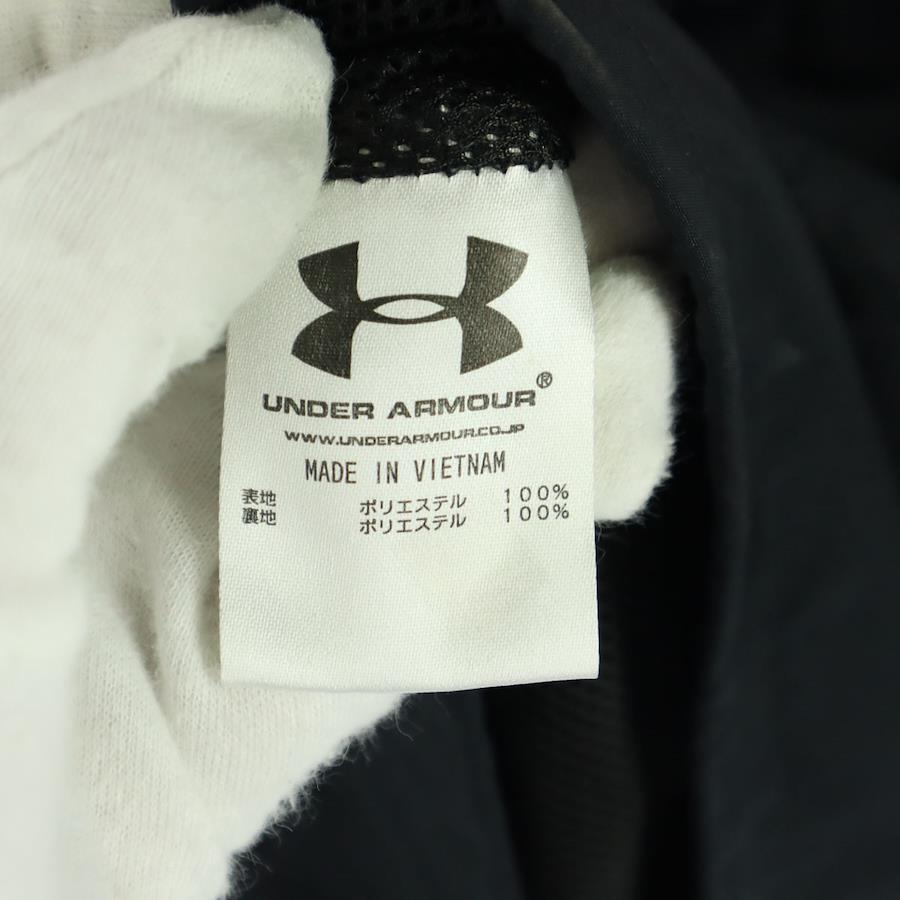 UNDER ARMOUR®
WWW.UNDERARMOUR.CO.JP
MADE IN VIETNAM
表地 ポリエステル 100%
裏地 ポリエステル 100%